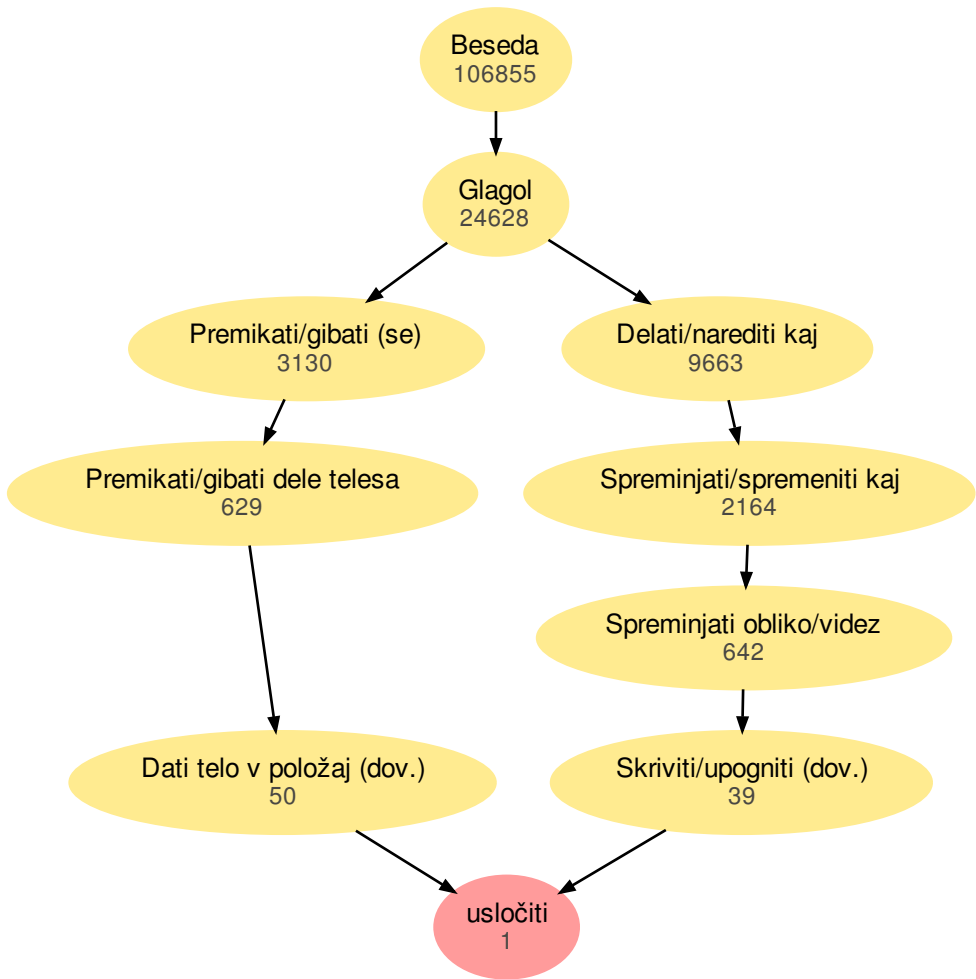 Beseda
106855
Glagol
24628
Premikati/gibati (se)
3130
Delati/narediti kaj
9663
Premikati/gibati dele telesa
629
Spreminjati/spremeniti kaj
2164
Spreminjati obliko/videz
642
Dati telo v položaj (dov.)
50
Skriviti/upogniti (dov.)
39
usločiti
1